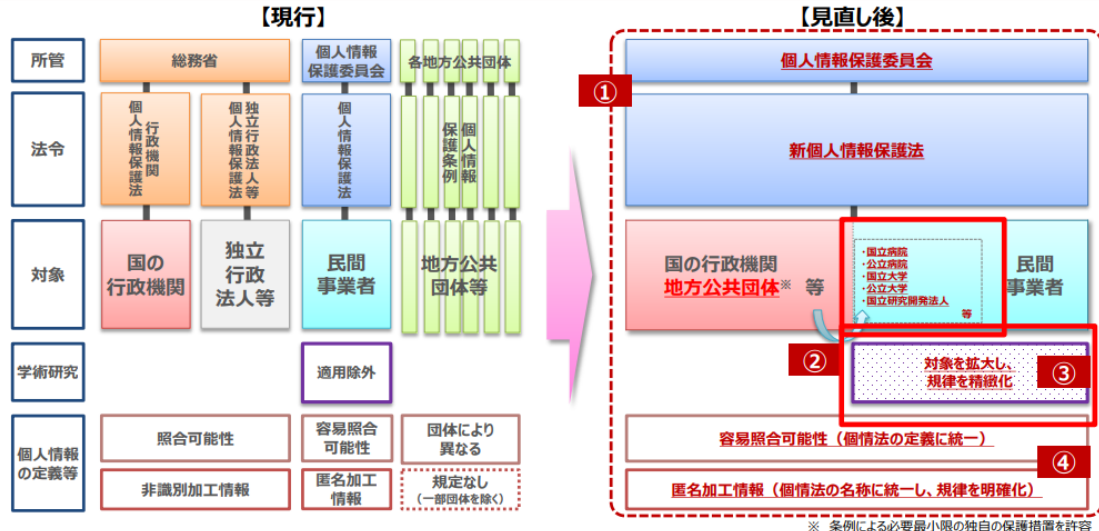 【現行】
【見直し後】
所管
総務省
個人情報
保護委員会
各地方公共団体
個人情報保護委員会
①
法令
行政機関
個人情報保護法
独立行政法人等
個人情報保護法
個人情報保護法
個人情報
保護条例
新個人情報保護法
対象
国の
行政機関
独立
行政
法人等
民間
事業者
地方公共
団体等
国の行政機関
地方公共団体※ 等
・国立病院
・公立病院
・国立大学
・公立大学
・国立研究開発法人
等
民間
事業者
学術研究
適用除外
②
対象を拡大し、
規律を精緻化
③
個人情報
の定義等
照合可能性
容易照合
可能性
団体により
異なる
容易照合可能性（個情法の定義に統一）
④
非識別加工情報
匿名加工
情報
規定なし
（一部団体を除く）
匿名加工情報（個情法の名称に統一し、規律を明確化）
※ 条例による必要最小限の独自の保護措置を許容